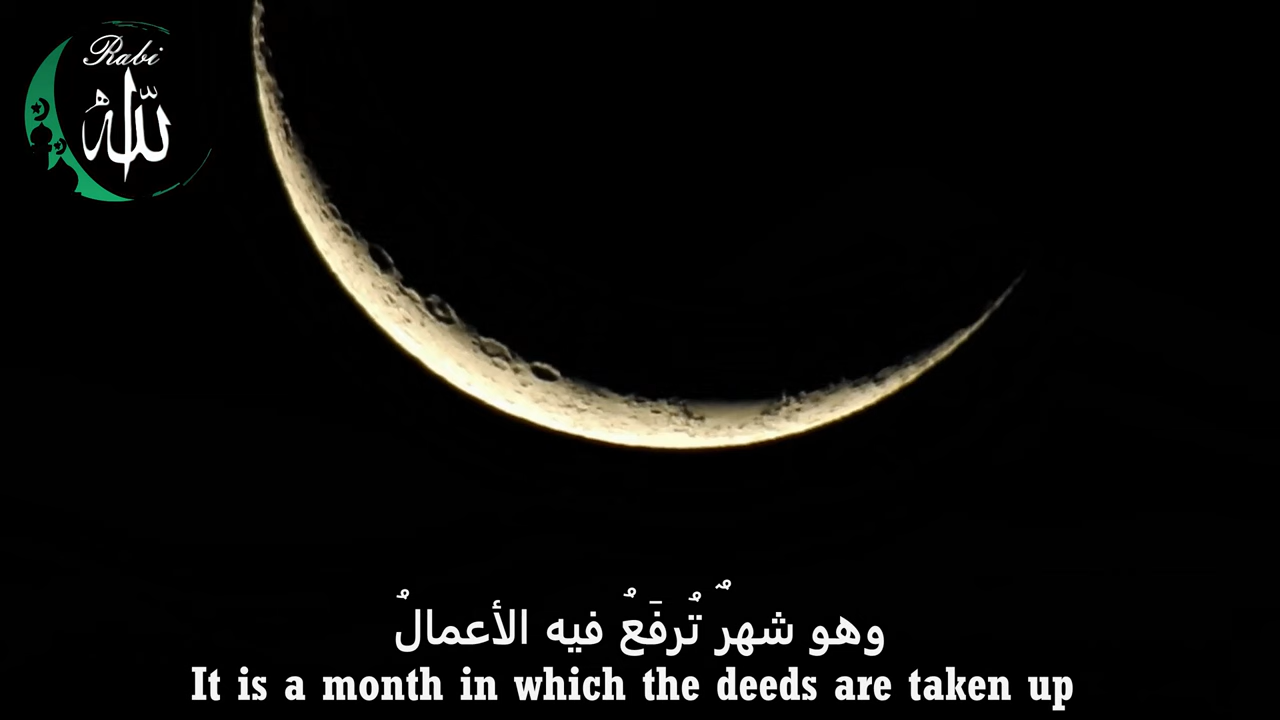 Rabi
الله
وهو شهرٌ تُرفَعُ فيه الأعمالُ
It is a month in which the deeds are taken up